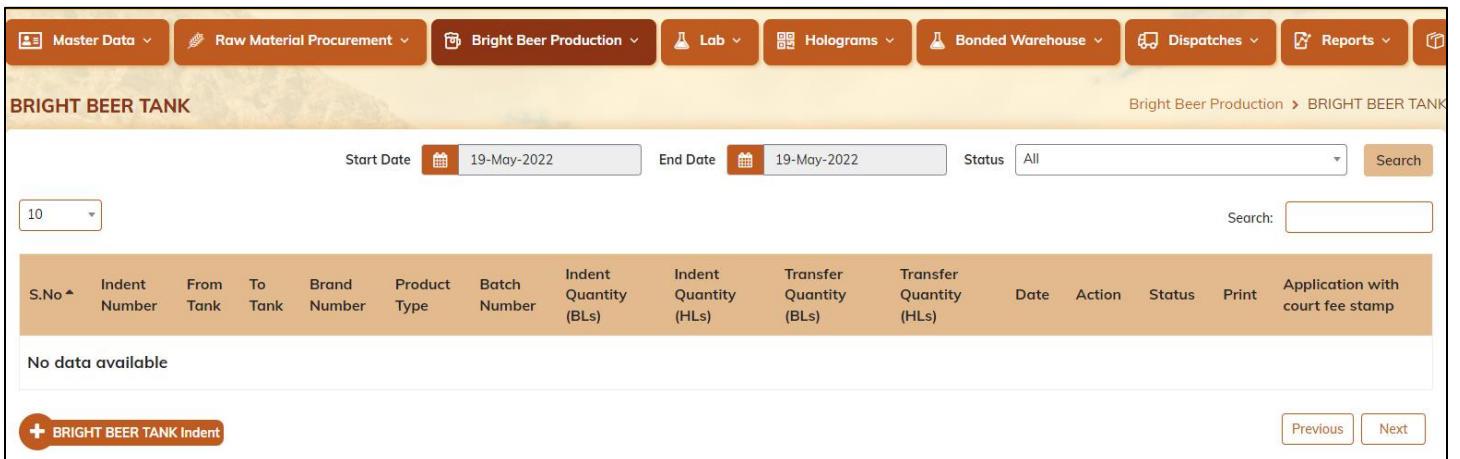 Master Data Raw Material Procurement Bright Beer Production Lab Holograms Bonded Warehouse Dispatches Reports
BRIGHT BEER TANK Bright Beer Production > BRIGHT BEER TANK
Start Date 19-May-2022 End Date 19-May-2022 Status All Search
10 Search:
S.No Indent Number From Tank To Tank Brand Number Product Type Batch Number Indent Quantity (BLs) Indent Quantity (HLs) Transfer Quantity (BLs) Transfer Quantity (HLs) Date Action Status Print Application with court fee stamp
No data available
+ BRIGHT BEER TANK Indent Previous Next